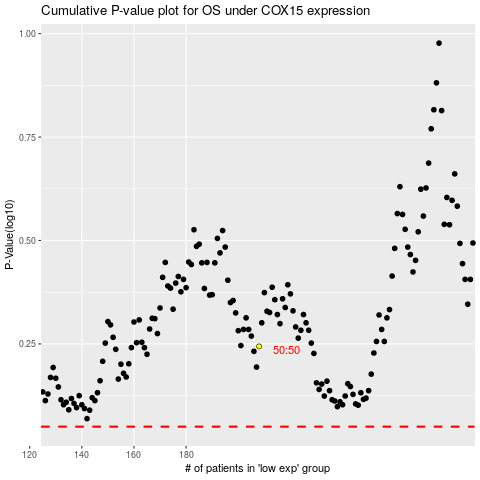 Cumulative P-value plot for OS under COX15 expression
1.00
0.75
0.50
0.25
P-Value(log10)
50:50
120 140 160 180
# of patients in 'low exp' group